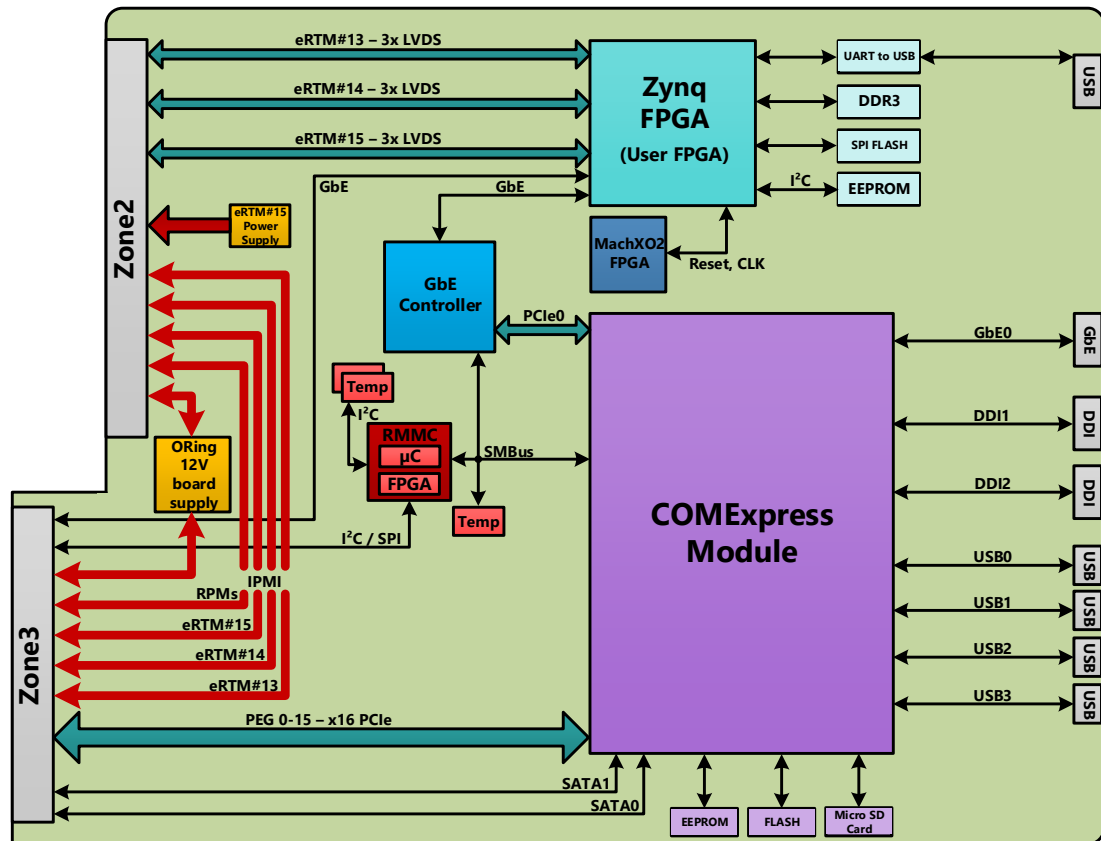 eRTM#13 – 3x LVDS
eRTM#14 – 3x LVDS
eRTM#15 – 3x LVDS
GbE
GbE
Zone2
eRTM#15
Power
Supply
Zynq
FPGA
(User FPGA)
UART to USB
DDR3
SPI FLASH
I²C
EEPROM
USB
MachXO2
FPGA
Reset, CLK
GbE
Controller
PCIe0
Temp
I²C
RMMC
µC
FPGA
SMBus
Temp
I²C / SPI
ORing
12V
board
supply
IPMI
RPMs
eRTM#15
eRTM#14
eRTM#13
Zone3
PEG 0-15 – x16 PCIe
SATA1
SATA0
COMExpress
Module
GbE0
GbE
DDI1
DDI
DDI2
DDI
USB0
USB
USB1
USB
USB2
USB
USB3
USB
EEPROM
FLASH
Micro SD
Card